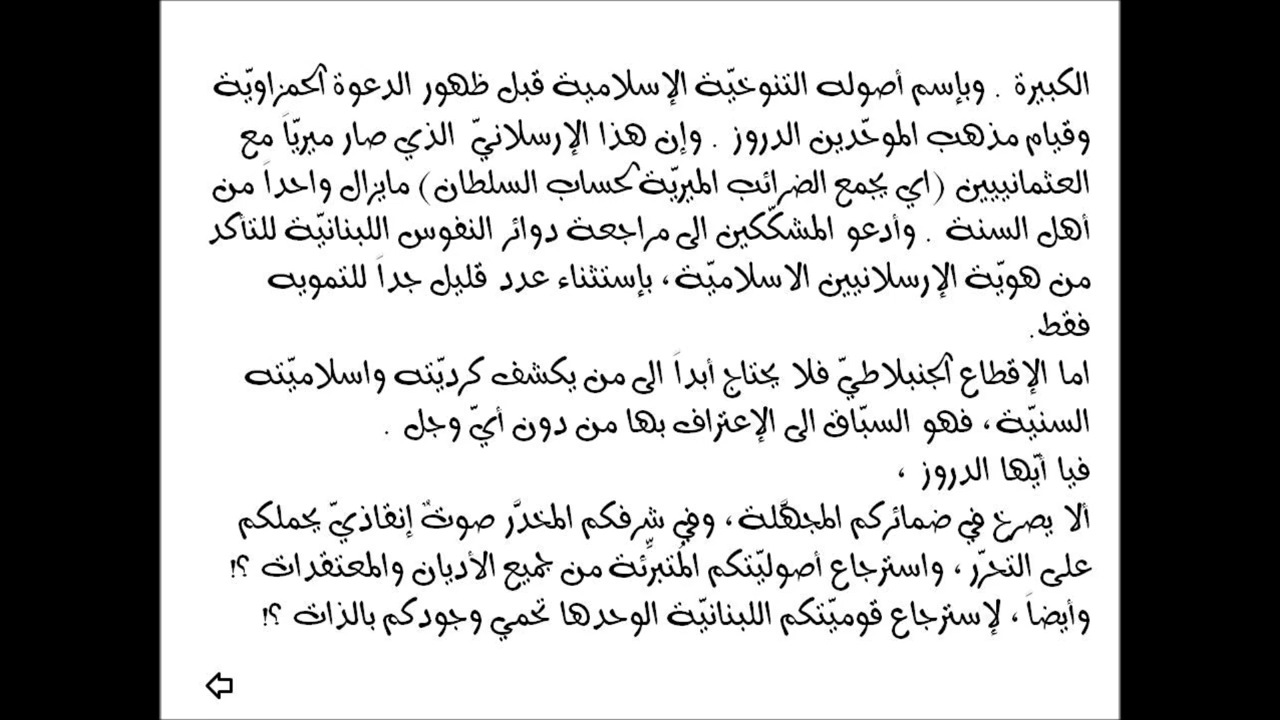 الكبيرة . وبإسم أصوله التنوخيّة الإسلامية قبل ظهور الدعوة الحمزاويّة
وقيام مذهب الموحّدين الدروز . وإن هذا الإرسلانيّ الذي صار ميريّاً مع
العثمانييين (اي يجمع الضرائب الميريّة لحساب السلطان) مايزال واحداً من
أهل السنة . وأدعو المشكّكين الى مراجعة دوائر النفوس اللبنانيّة للتأكد
من هويّة الإرسلانيين الاسلاميّة، بإستثناء عدد قليل جداً للتمويه
فقط.
اما الإقطاع الجنبلاطيّ فلا يحتاج أبداً الى من يكشف كرديّته واسلاميّته
السنيّة، فهو السبّاق الى الإعتراف بها من دون أيّ وجل .
فيا أيّها الدروز ،
ألا يصرخ في ضمائركم المجهَّلة، وفي شرفكم المخدَّر صوتٌ إنقاذيّ يحملكم
على التحرّر ، واسترجاع أصوليّتكم المُتبرِّئة من جميع الأديان والمعتقدات ؟!
وأيضاً ، لإسترجاع قوميّتكم اللبنانيّة الوحدها تحمي وجودكم بالذات ؟!